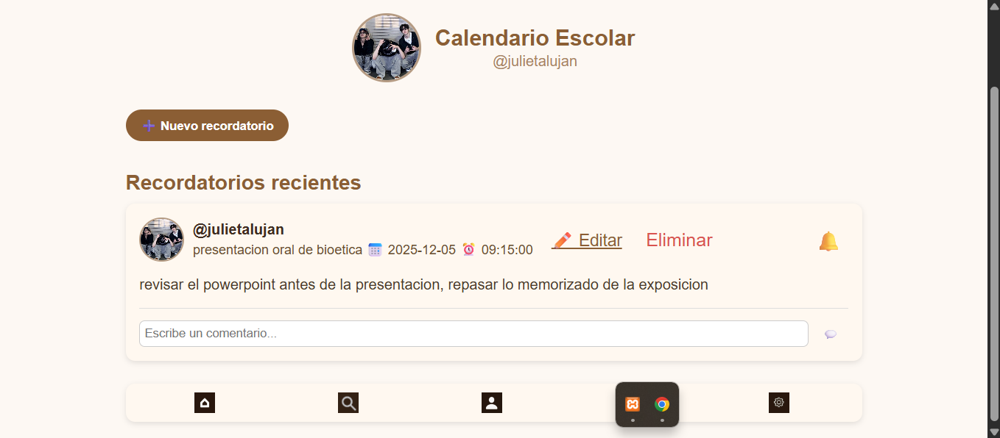 Calendario Escolar
@julietalujan
Nuevo recordatorio
Recordatorios recientes
@julietalujan
presentacion oral de bioetica 2025-12-05 09:15:00
Editar
Eliminar
revisar el powerpoint antes de la presentacion, repasar lo memorizado de la exposicion
Escribe un comentario...